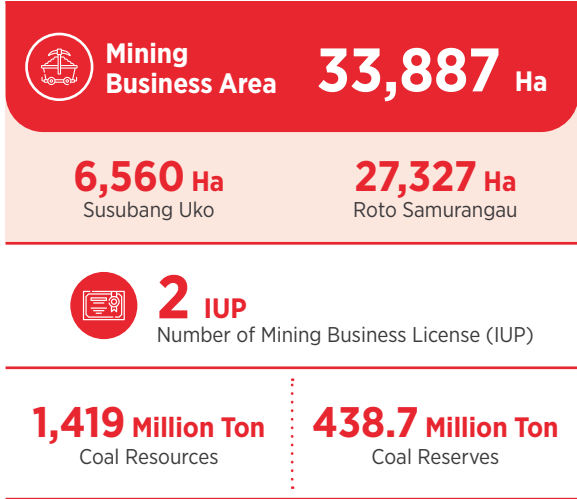 Mining
Business Area
33,887 Ha
6,560 Ha
Susubang Uko
27,327 Ha
Roto Samurangau
2 IUP
Number of Mining Business License (IUP)
1,419 Million Ton
Coal Resources
438.7 Million Ton
Coal Reserves